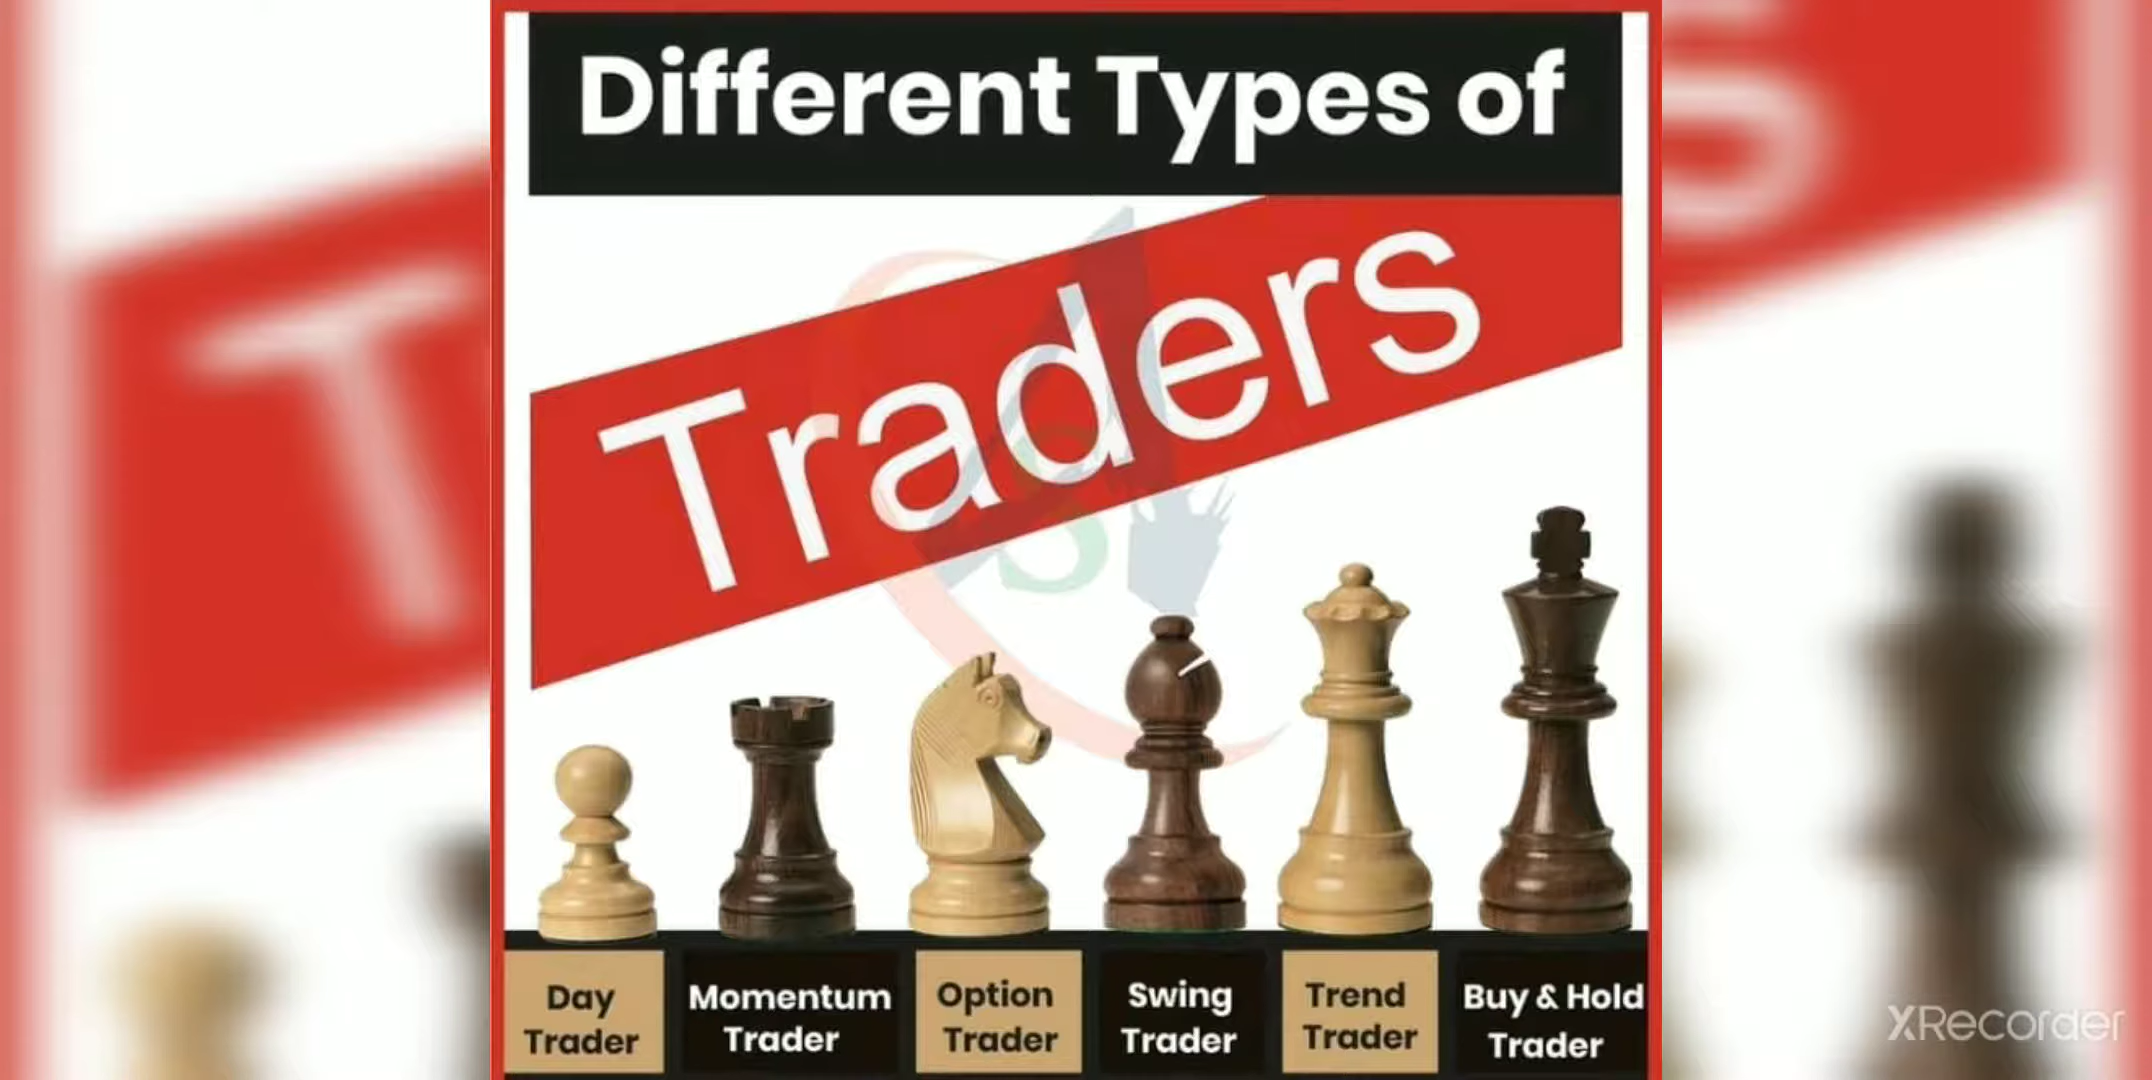 Different Types of
Traders
Day
Trader
Momentum
Trader
Option
Trader
Swing
Trader
Trend
Trader
Buy & Hold
Trader
XRecorder